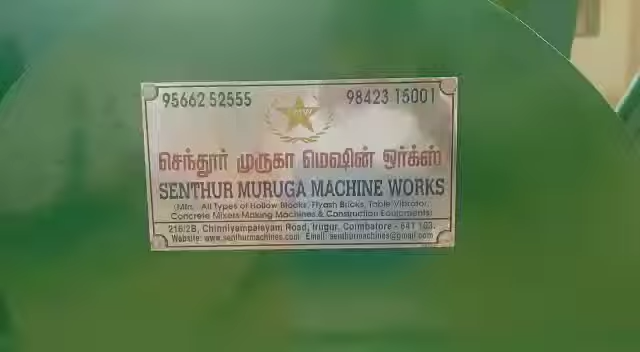 95662 52555 98423 15001
செந்தூர் முருகா மெஷின் ஒர்க்ஸ்
SENTHUR MURUGA MACHINE WORKS
(Mfrs. All Types of Hollow Blocks, Flyash Bricks, Table Vibrator,
Concrete Mixers Making Machines & Construction Equipments)
216/2B, Chinniyampalayam Road, Irugur, Coimbatore - 641 103.
Website: www.senthurmachines.com Email: senthurmachines@gmail.com